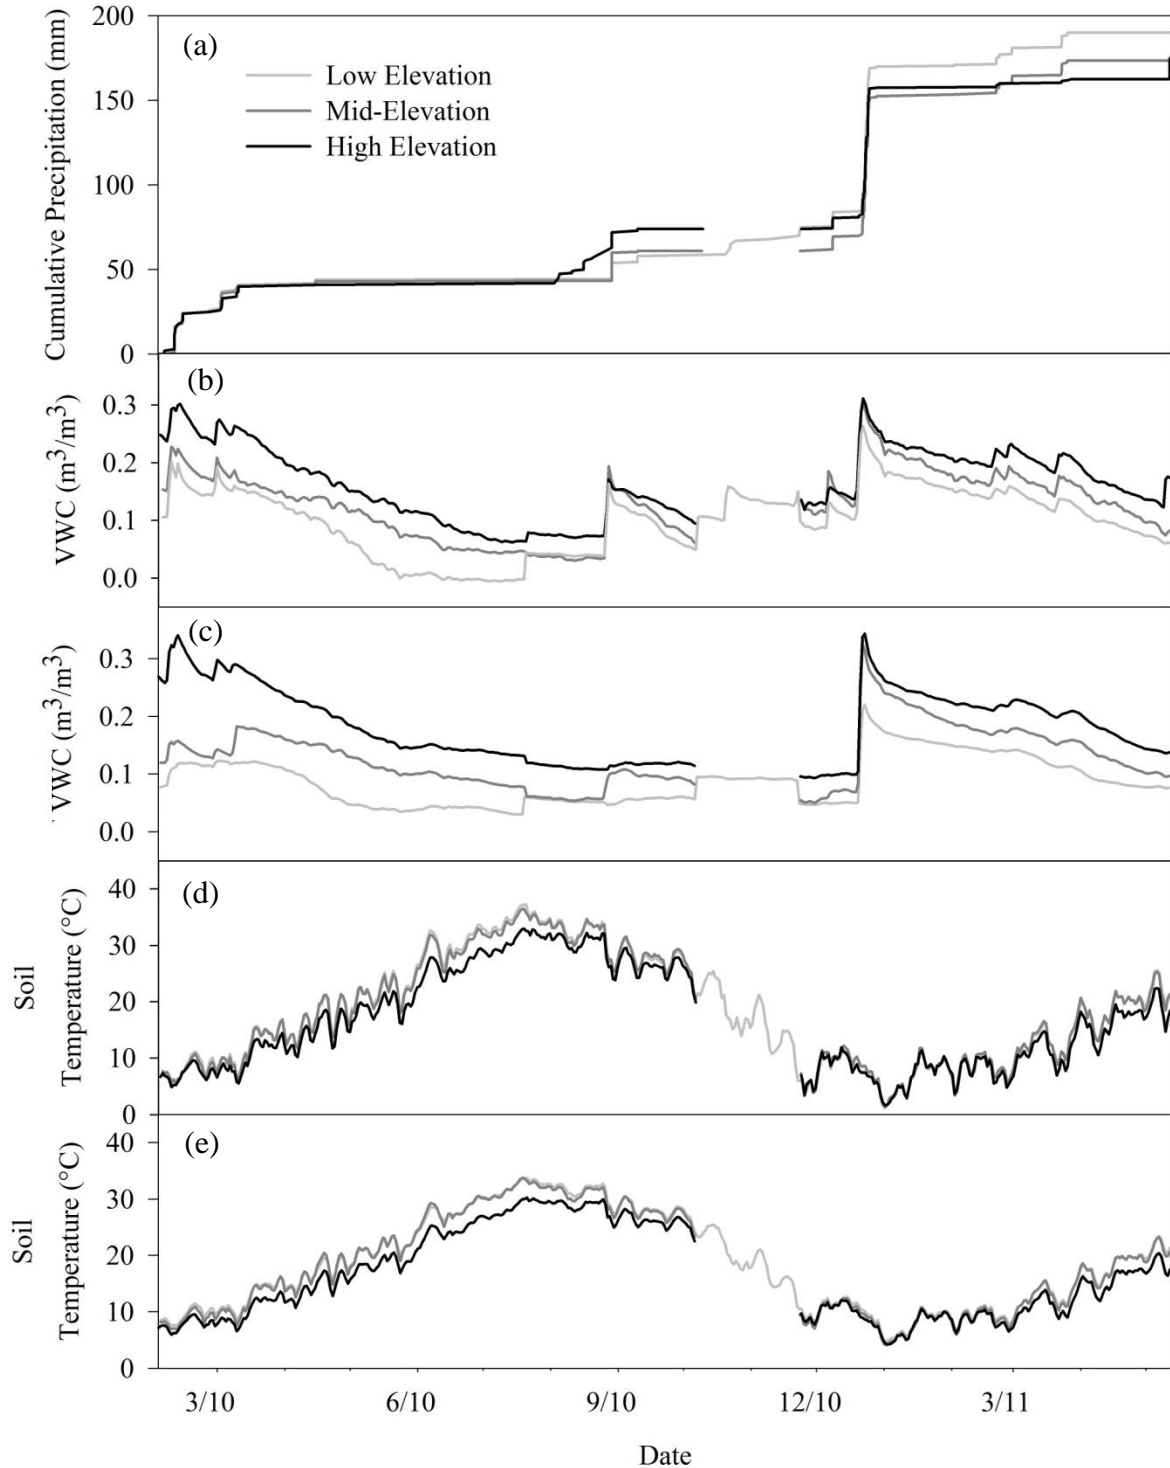 (a)
Low Elevation
Mid-Elevation
High Elevation
Cumulative Precipitation (mm)
200
150
100
50
0
(b)
VWC (m³/m³)
0.3
0.2
0.1
0.0
(c)
VWC (m³/m³)
0.3
0.2
0.1
0.0
(d)
Soil
Temperature (°C)
40
30
20
10
0
(e)
Soil
Temperature (°C)
40
30
20
10
0
3/10 6/10 9/10 12/10 3/11
Date